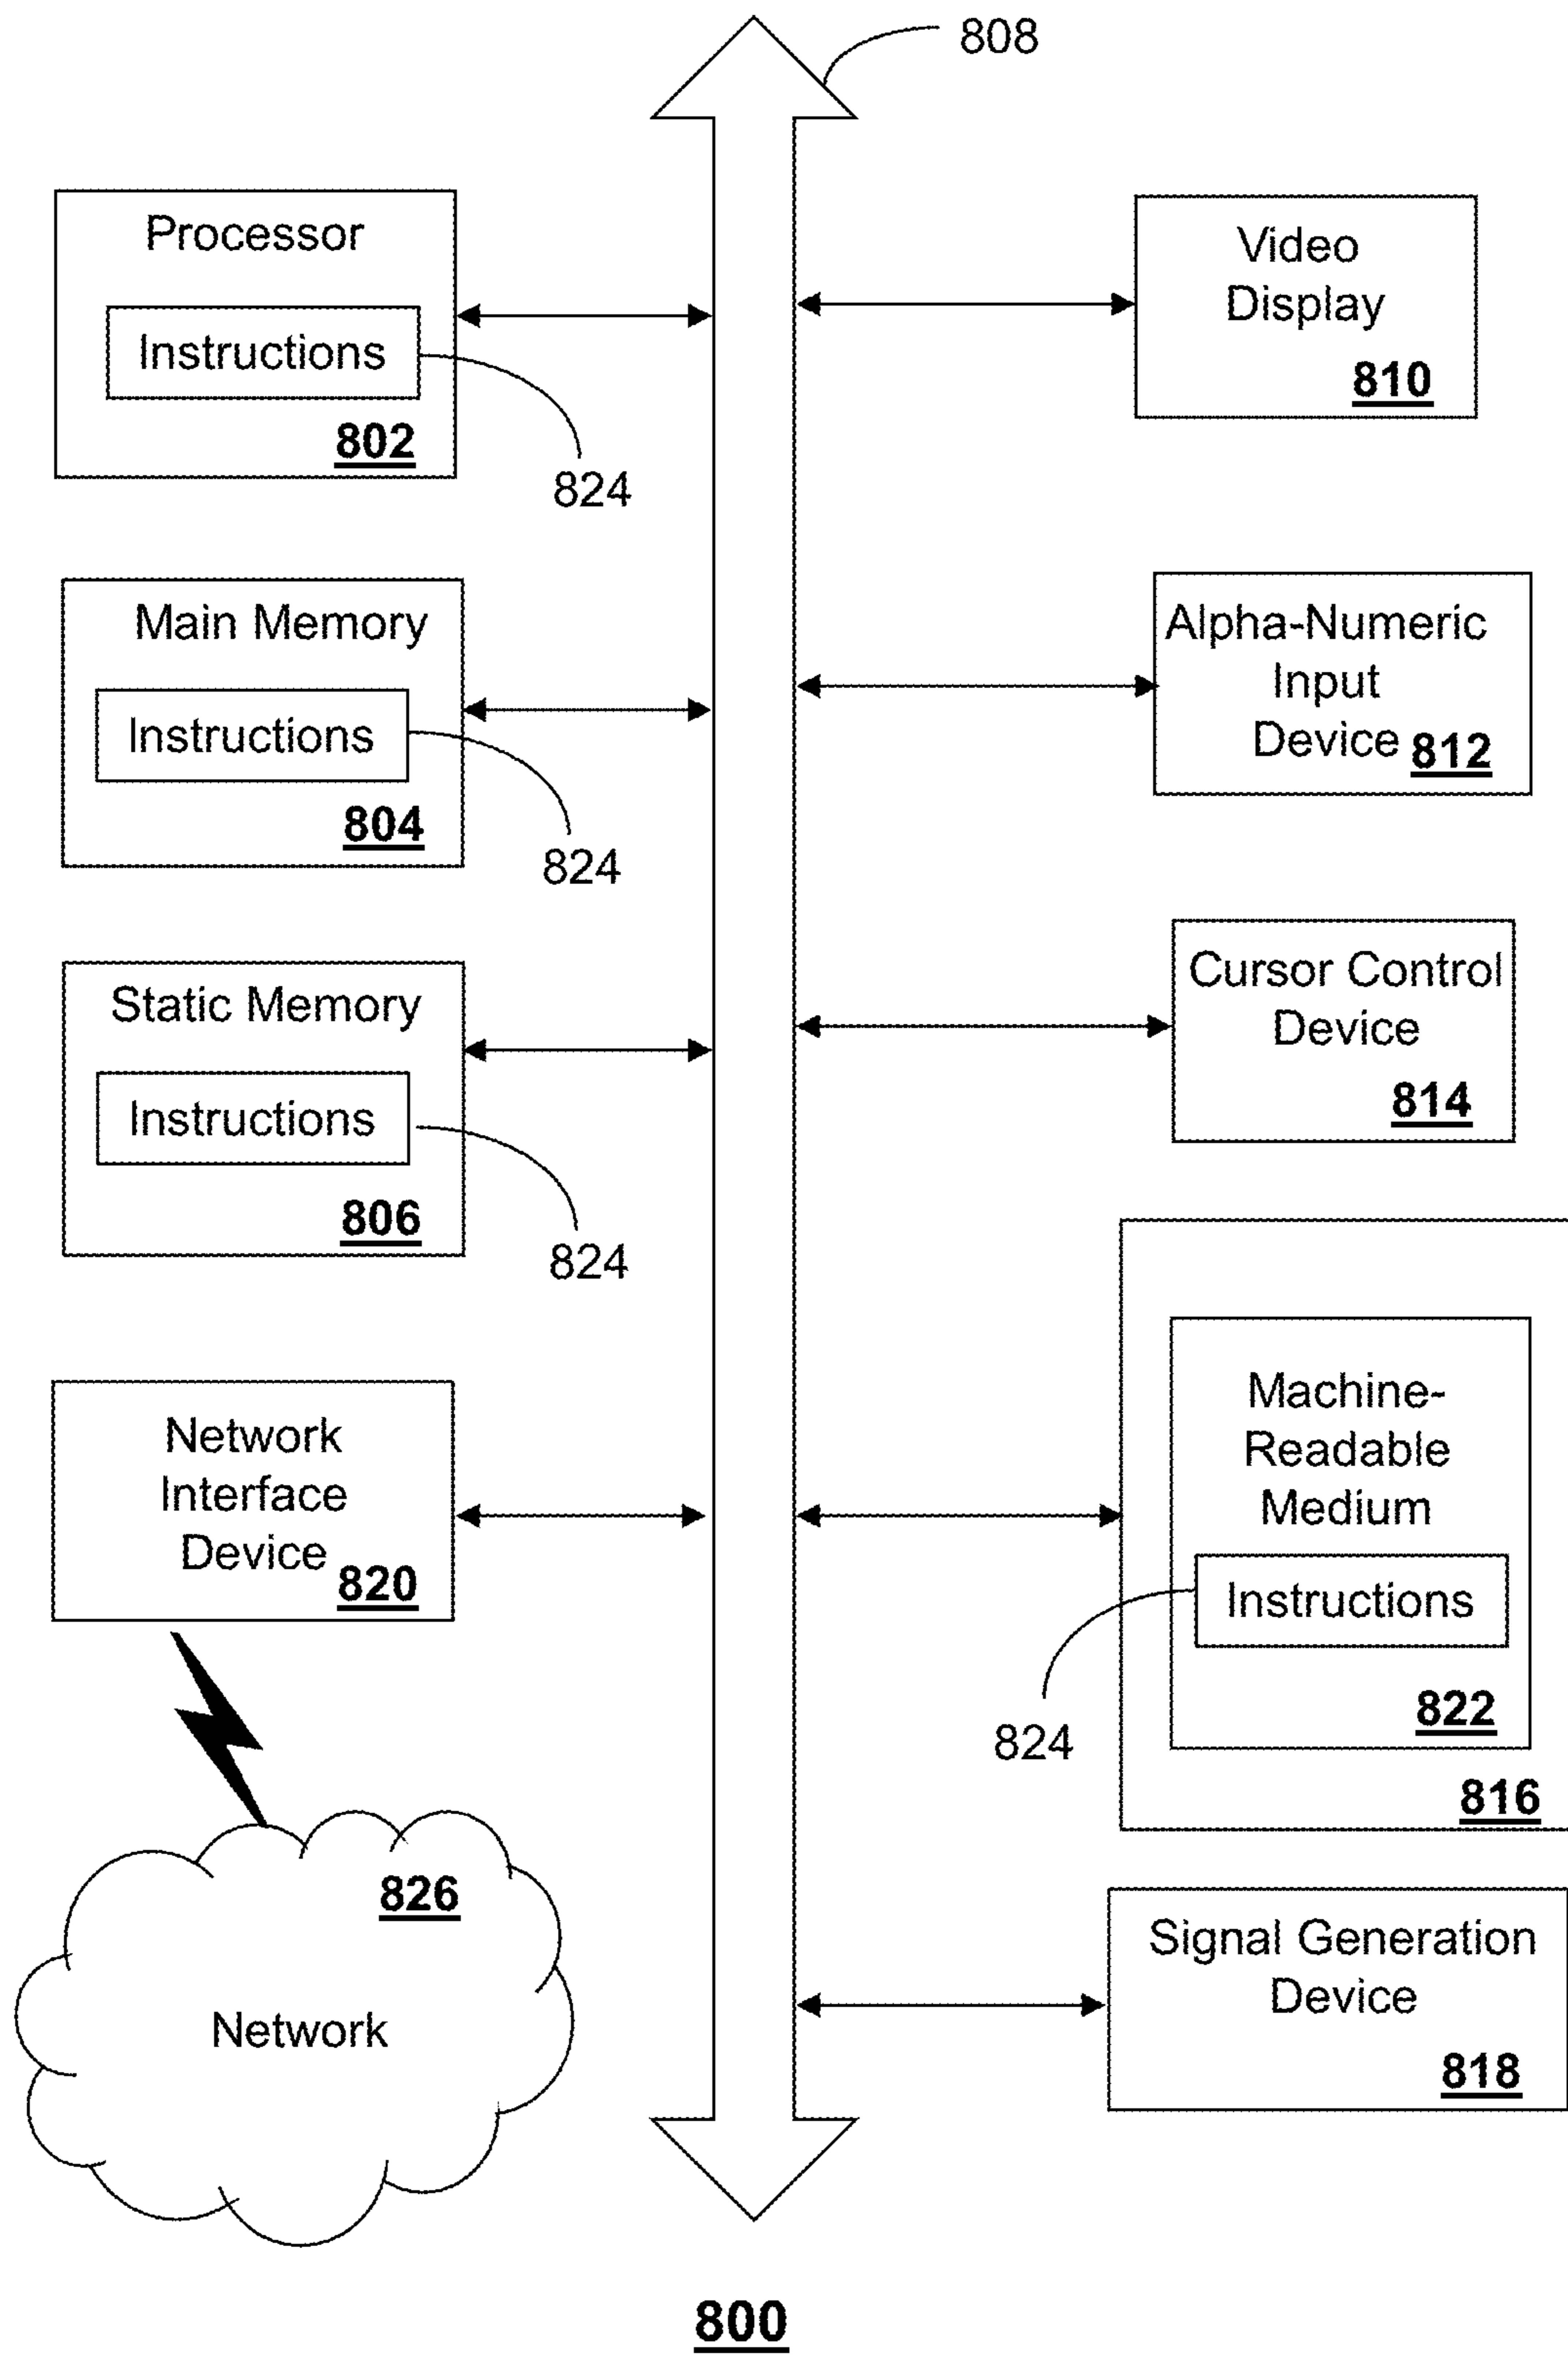 808
Processor
Instructions
802
824
Main Memory
Instructions
804
824
Static Memory
Instructions
806
824
Network
Interface
Device
820
826
Network
Video
Display
810
Alpha-Numeric
Input
Device 812
Cursor Control
Device
814
Machine-
Readable
Medium
Instructions
824
822
816
Signal Generation
Device
818
800